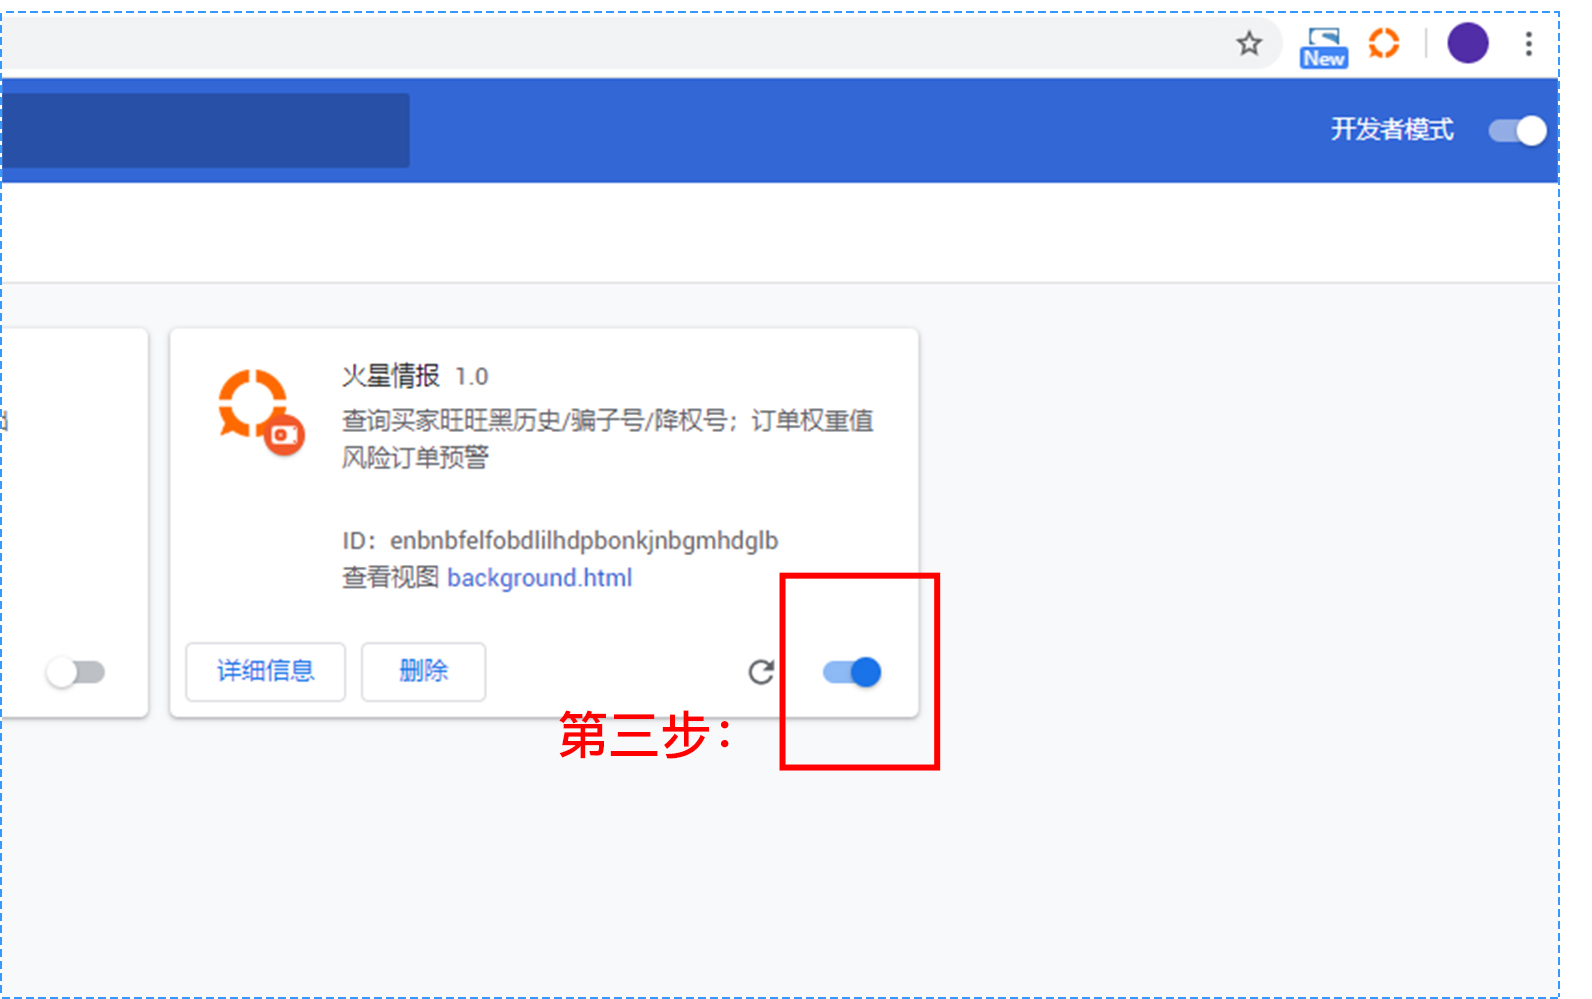 New
开发者模式
火星情报 1.0
查询买家旺旺黑历史/骗子号/降权号；订单权重值
风险订单预警
ID：enbnbfelfobdlilhdpbonkjnbgmhdglb
查看视图 background.html
详细信息
删除
第三步：